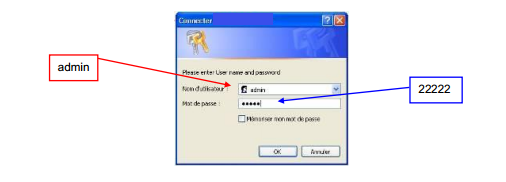 Connecter
Please enter User name and password
admin
Nom d'utilisateur :
admin
22222
Mot de passe :
•••••
Mémoriser mon mot de passe
OK
Annuler